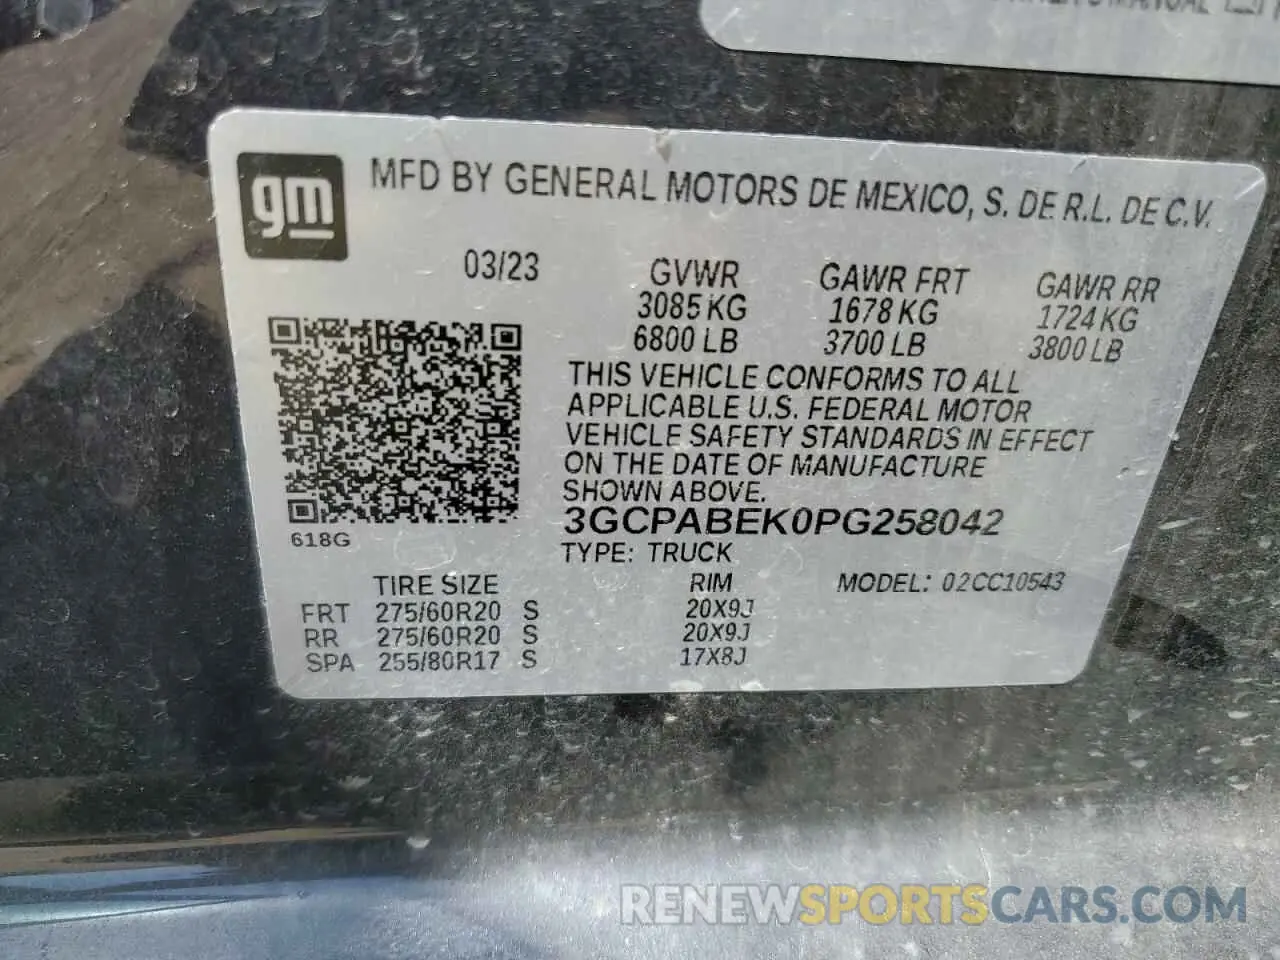 gm
MFD BY GENERAL MOTORS DE MEXICO, S. DE R.L. DE C.V.
03/23
GVWR GAWR FRT GAWR RR
3085 KG 1678 KG 1724 KG
6800 LB 3700 LB 3800 LB
THIS VEHICLE CONFORMS TO ALL
APPLICABLE U.S. FEDERAL MOTOR
VEHICLE SAFETY STANDARDS IN EFFECT
ON THE DATE OF MANUFACTURE
SHOWN ABOVE.
3GCPABEK0PG258042
618G
TYPE: TRUCK
TIRE SIZE RIM MODEL: 02CC10543
FRT 275/60R20 S 20X9J
RR 275/60R20 S 20X9J
SPA 255/80R17 S 17X8J
RENEWSPORTSCARS.COM